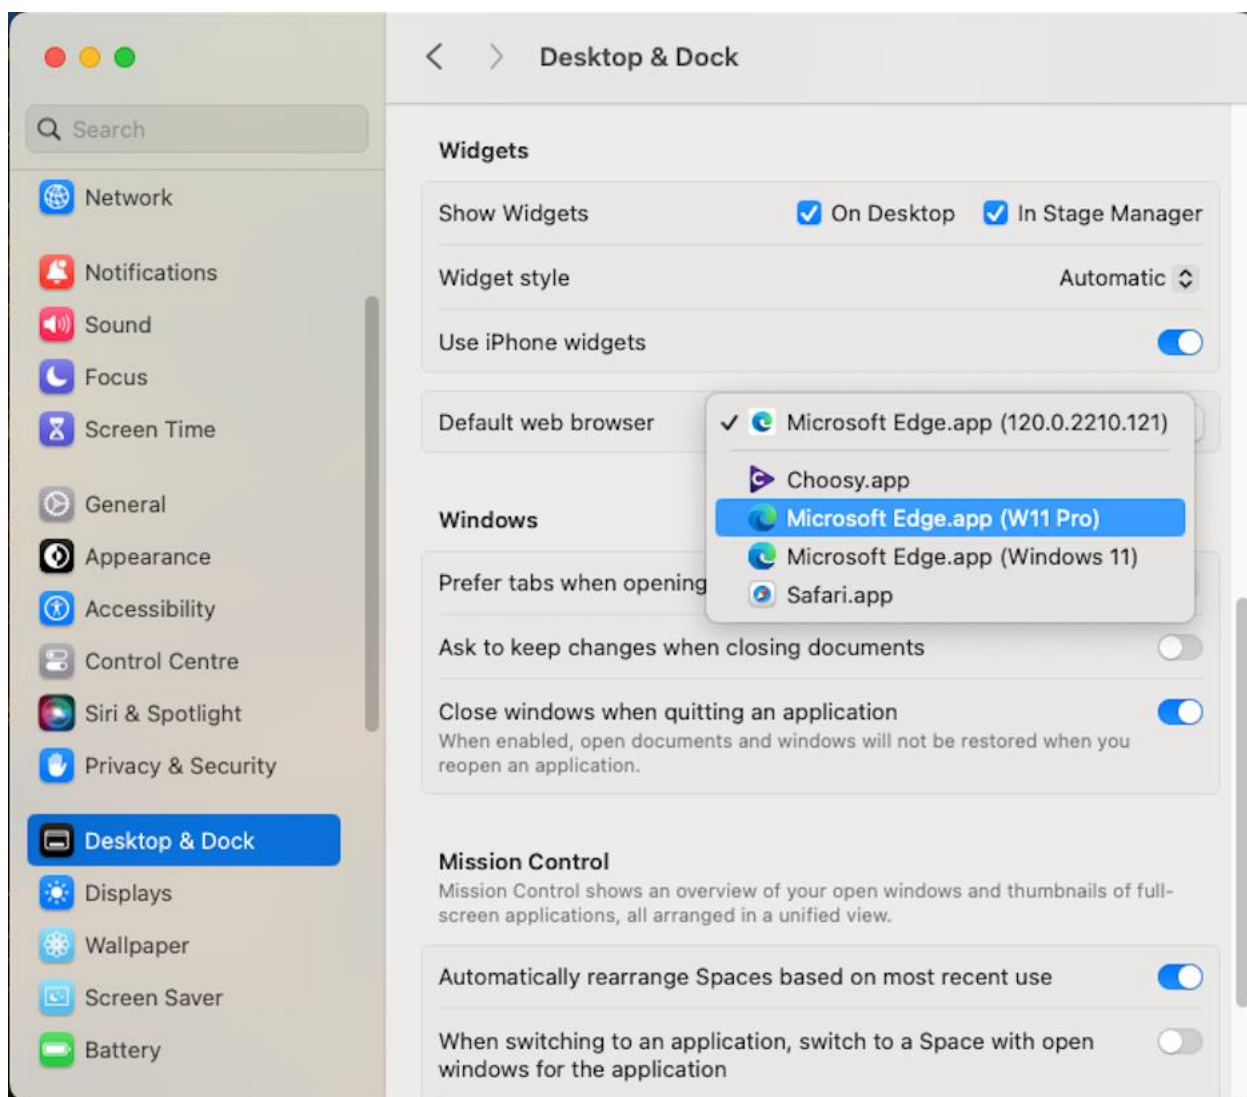 Desktop & Dock
Search
Network
Notifications
Sound
Focus
Screen Time
General
Appearance
Accessibility
Control Centre
Siri & Spotlight
Privacy & Security
Desktop & Dock
Displays
Wallpaper
Screen Saver
Battery
Widgets
Show Widgets On Desktop In Stage Manager
Widget style Automatic
Use iPhone widgets
Default web browser
Microsoft Edge.app (120.0.2210.121)
Choosy.app
Microsoft Edge.app (W11 Pro)
Microsoft Edge.app (Windows 11)
Safari.app
Windows
Prefer tabs when opening
Ask to keep changes when closing documents
Close windows when quitting an application
When enabled, open documents and windows will not be restored when you
reopen an application.
Mission Control
Mission Control shows an overview of your open windows and thumbnails of full-
screen applications, all arranged in a unified view.
Automatically rearrange Spaces based on most recent use
When switching to an application, switch to a Space with open
windows for the application